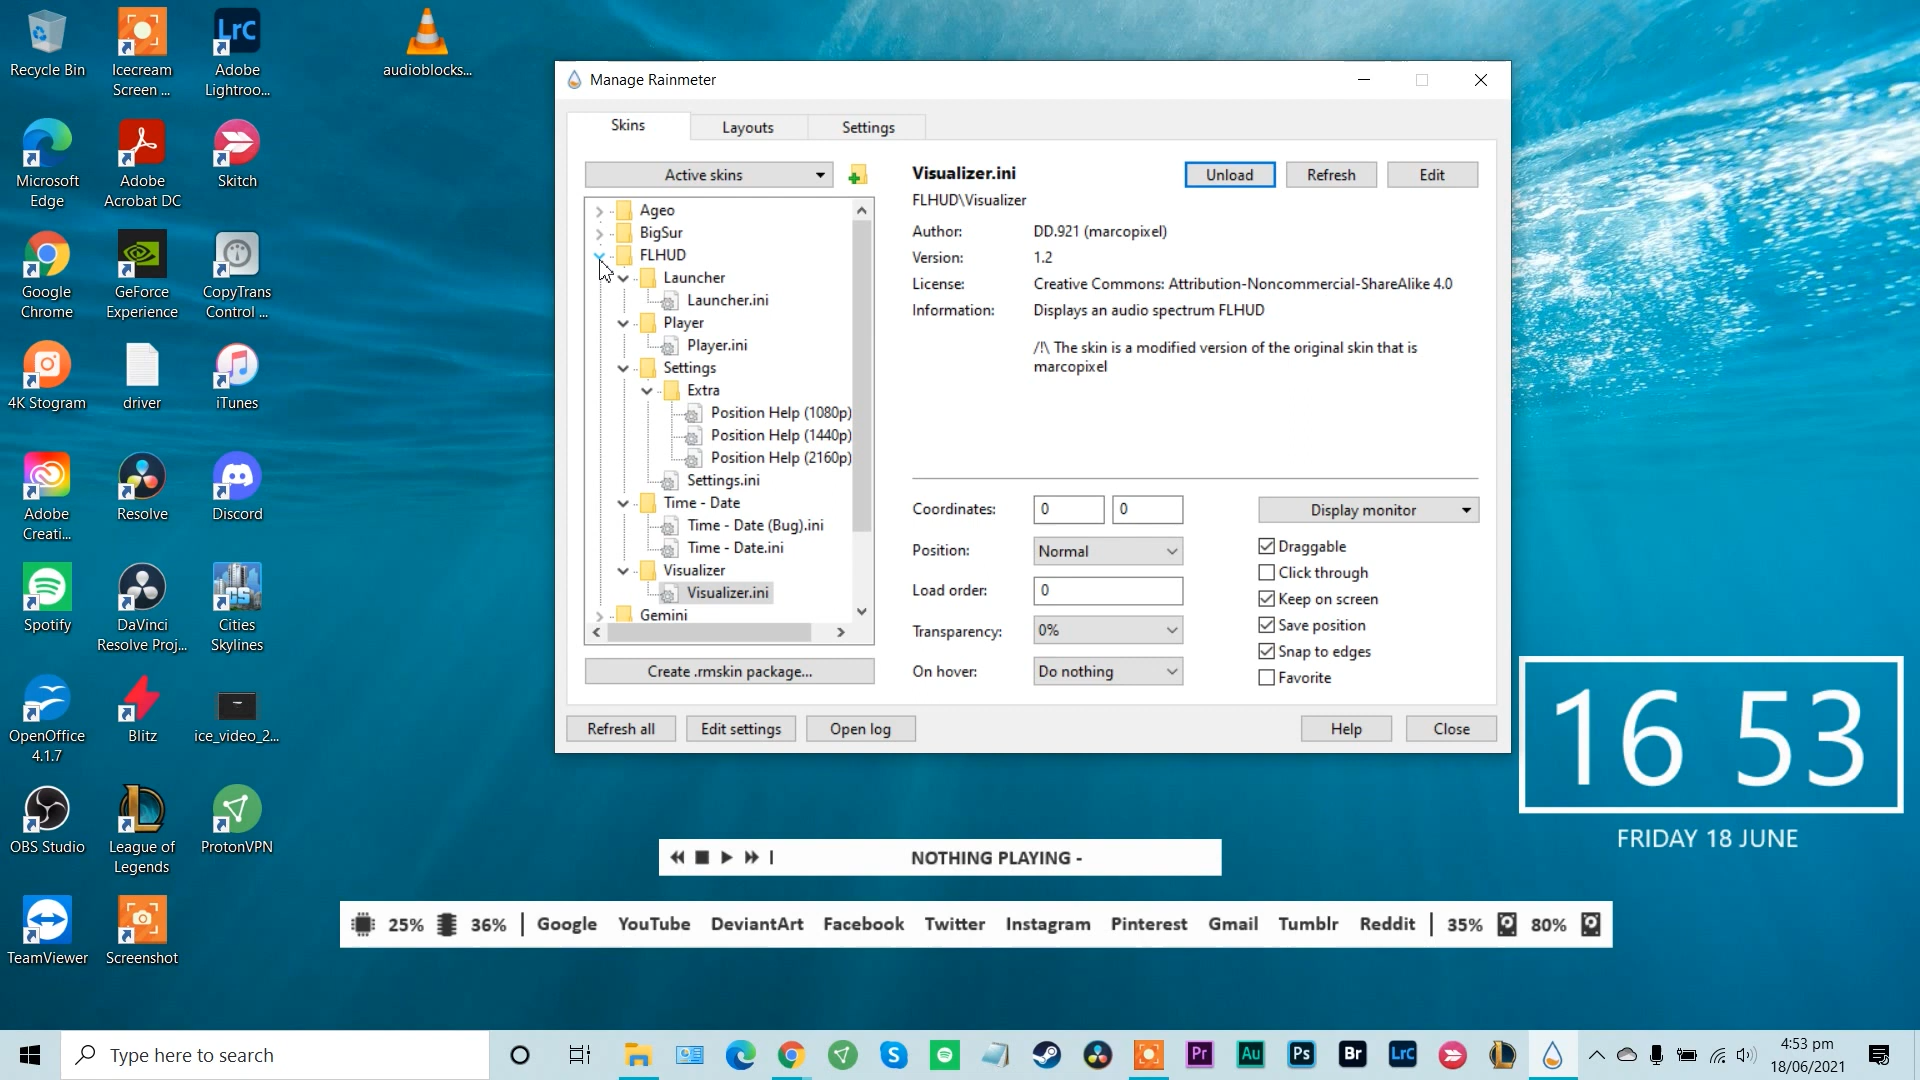 Recycle Bin
Icecream
Screen ...
Lrc
Adobe
Lightroo...
audioblocks...
Microsoft
Edge
Adobe
Acrobat DC
Skitch
Google
Chrome
GeForce
Experience
CopyTrans
Control ...
4K Stogram
driver
iTunes
Adobe
Creati...
Resolve
Discord
Spotify
DaVinci
Resolve Proj...
Cities
Skylines
OpenOffice
4.1.7
Blitz
ice_video_2...
OBS Studio
League of
Legends
ProtonVPN
TeamViewer
Screenshot
Manage Rainmeter
Skins
Layouts
Settings
Active skins
Ageo
BigSur
FLHUD
Launcher
Launcher.ini
Player
Player.ini
Settings
Extra
Position Help (1080p)
Position Help (1440p)
Position Help (2160p)
Settings.ini
Time - Date
Time - Date (Bug).ini
Time - Date.ini
Visualizer
Visualizer.ini
Gemini
Create .rmskin package...
Visualizer.ini
Unload
Refresh
Edit
FLHUD\Visualizer
Author: DD.921 (marcopixel)
Version: 1.2
License: Creative Commons: Attribution-Noncommercial-ShareAlike 4.0
Information: Displays an audio spectrum FLHUD
/!\ The skin is a modified version of the original skin that is
marcopixel
Coordinates: 0 0
Display monitor
Position: Normal
Load order: 0
Transparency: 0%
On hover: Do nothing
Draggable
Click through
Keep on screen
Save position
Snap to edges
Favorite
Refresh all
Edit settings
Open log
Help
Close
16 53
FRIDAY 18 JUNE
NOTHING PLAYING -
25% 36% | Google YouTube DeviantArt Facebook Twitter Instagram Pinterest Gmail Tumblr Reddit | 35% 80%
Type here to search
Pr
Au
Ps
Br
Lrc
4:53 pm
18/06/2021